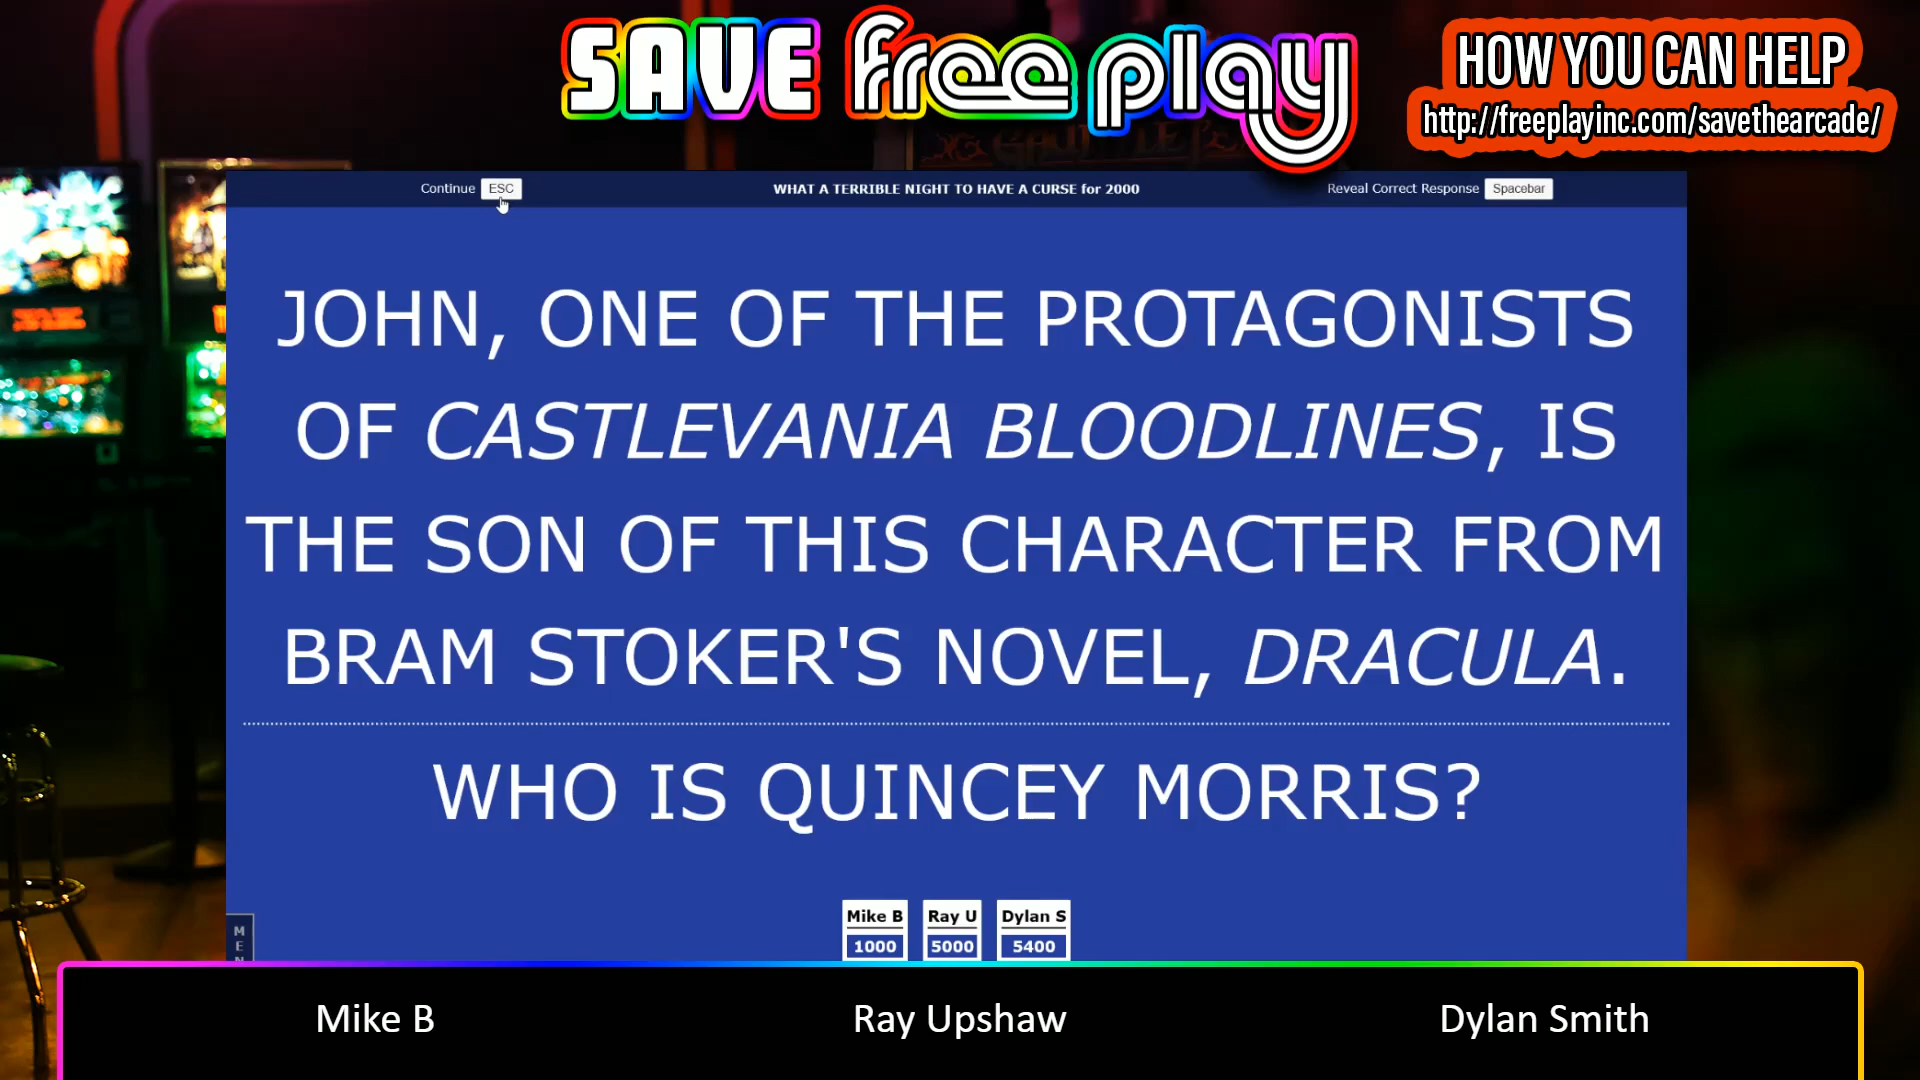 SAVE free play
HOW YOU CAN HELP
http://freeplayinc.com/savethearcade/
Continue ESC
WHAT A TERRIBLE NIGHT TO HAVE A CURSE for 2000
Reveal Correct Response Spacebar
JOHN, ONE OF THE PROTAGONISTS
OF CASTLEVANIA BLOODLINES, IS
THE SON OF THIS CHARACTER FROM
BRAM STOKER'S NOVEL, DRACULA.
WHO IS QUINCEY MORRIS?
Mike B Ray U Dylan S
1000 5000 5400
Mike B Ray Upshaw Dylan Smith